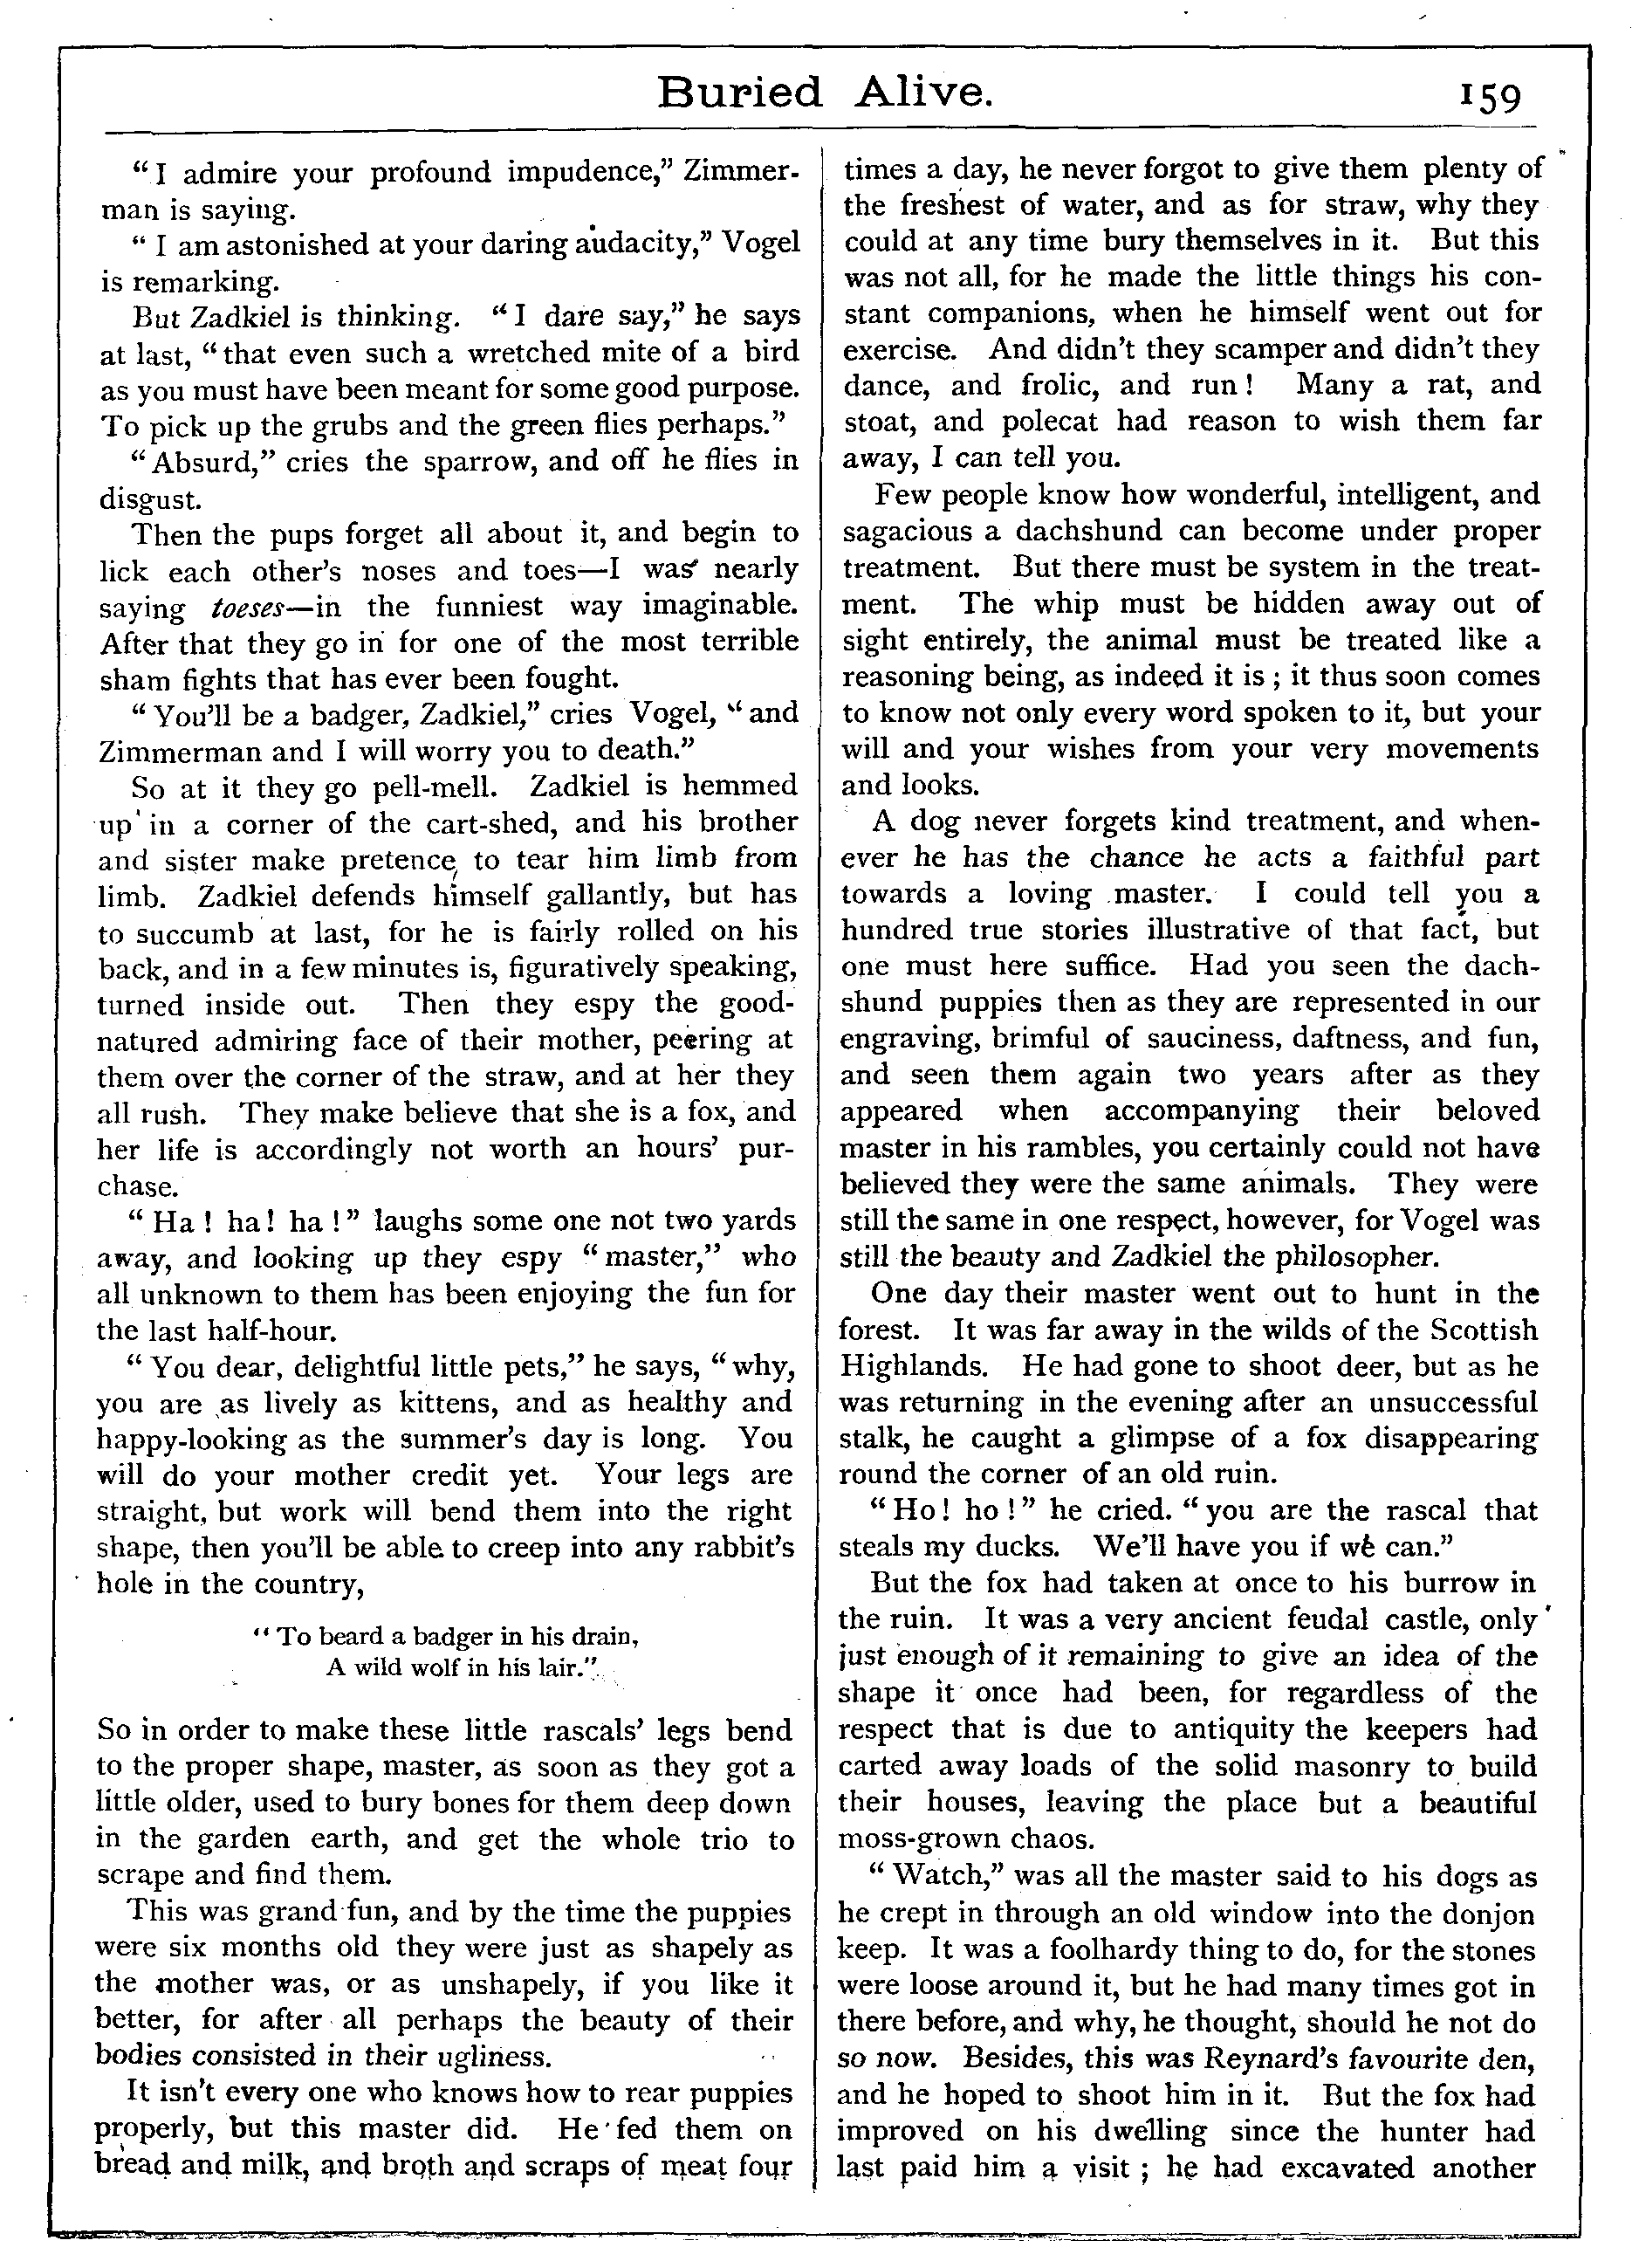 Buried Alive.
159
“I admire your profound impudence,” Zimmer-
man is saying.
“I am astonished at your daring audacity,” Vogel
is remarking.
But Zadkiel is thinking. “I dare say,” he says
at last, “that even such a wretched mite of a bird
as you must have been meant for some good purpose.
To pick up the grubs and the green flies perhaps.”
“Absurd,” cries the sparrow, and off he flies in
disgust.
Then the pups forget all about it, and begin to
lick each other’s noses and toes—I was nearly
saying toeses—in the funniest way imaginable.
After that they go in for one of the most terrible
sham fights that has ever been fought.
“You’ll be a badger, Zadkiel,” cries Vogel, “and
Zimmerman and I will worry you to death.”
So at it they go pell-mell. Zadkiel is hemmed
up in a corner of the cart-shed, and his brother
and sister make pretence to tear him limb from
limb. Zadkiel defends himself gallantly, but has
to succumb at last, for he is fairly rolled on his
back, and in a few minutes is, figuratively speaking,
turned inside out. Then they espy the good-
natured admiring face of their mother, peering at
them over the corner of the straw, and at her they
all rush. They make believe that she is a fox, and
her life is accordingly not worth an hours’ pur-
chase.
“Ha! ha! ha!” laughs some one not two yards
away, and looking up they espy “master,” who
all unknown to them has been enjoying the fun for
the last half-hour.
“You dear, delightful little pets,” he says, “why,
you are as lively as kittens, and as healthy and
happy-looking as the summer’s day is long. You
will do your mother credit yet. Your legs are
straight, but work will bend them into the right
shape, then you’ll be able to creep into any rabbit’s
hole in the country,
“To beard a badger in his drain,
A wild wolf in his lair.”
So in order to make these little rascals’ legs bend
to the proper shape, master, as soon as they got a
little older, used to bury bones for them deep down
in the garden earth, and get the whole trio to
scrape and find them.
This was grand fun, and by the time the puppies
were six months old they were just as shapely as
the mother was, or as unshapely, if you like it
better, for after all perhaps the beauty of their
bodies consisted in their ugliness.
It isn’t every one who knows how to rear puppies
properly, but this master did. He fed them on
bread and milk, and broth and scraps of meat four
times a day, he never forgot to give them plenty of
the freshest of water, and as for straw, why they
could at any time bury themselves in it. But this
was not all, for he made the little things his con-
stant companions, when he himself went out for
exercise. And didn’t they scamper and didn’t they
dance, and frolic, and run! Many a rat, and
stoat, and polecat had reason to wish them far
away, I can tell you.
Few people know how wonderful, intelligent, and
sagacious a dachshund can become under proper
treatment. But there must be system in the treat-
ment. The whip must be hidden away out of
sight entirely, the animal must be treated like a
reasoning being, as indeed it is; it thus soon comes
to know not only every word spoken to it, but your
will and your wishes from your very movements
and looks.
A dog never forgets kind treatment, and when-
ever he has the chance he acts a faithful part
towards a loving master. I could tell you a
hundred true stories illustrative of that fact, but
one must here suffice. Had you seen the dach-
shund puppies then as they are represented in our
engraving, brimful of sauciness, daftness, and fun,
and seen them again two years after as they
appeared when accompanying their beloved
master in his rambles, you certainly could not have
believed they were the same animals. They were
still the same in one respect, however, for Vogel was
still the beauty and Zadkiel the philosopher.
One day their master went out to hunt in the
forest. It was far away in the wilds of the Scottish
Highlands. He had gone to shoot deer, but as he
was returning in the evening after an unsuccessful
stalk, he caught a glimpse of a fox disappearing
round the corner of an old ruin.
“Ho! ho!” he cried. “you are the rascal that
steals my ducks. We’ll have you if we can.”
But the fox had taken at once to his burrow in
the ruin. It was a very ancient feudal castle, only
just enough of it remaining to give an idea of the
shape it once had been, for regardless of the
respect that is due to antiquity the keepers had
carted away loads of the solid masonry to build
their houses, leaving the place but a beautiful
moss-grown chaos.
“Watch,” was all the master said to his dogs as
he crept in through an old window into the donjon
keep. It was a foolhardy thing to do, for the stones
were loose around it, but he had many times got in
there before, and why, he thought, should he not do
so now. Besides, this was Reynard’s favourite den,
and he hoped to shoot him in it. But the fox had
improved on his dwelling since the hunter had
last paid him a visit; he had excavated another